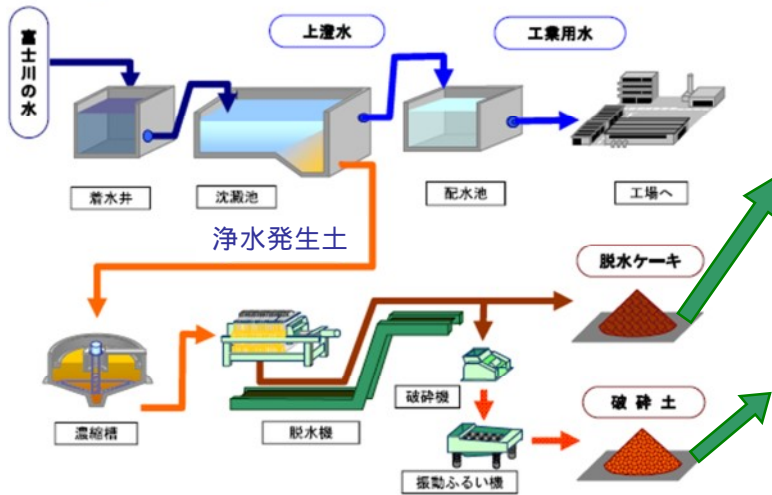 富士川の水
上澄水
工業用水
着水井
沈澱池
配水池
工場へ
浄水発生土
脱水ケーキ
濃縮槽
脱水機
破砕機
破砕土
振動ふるい機